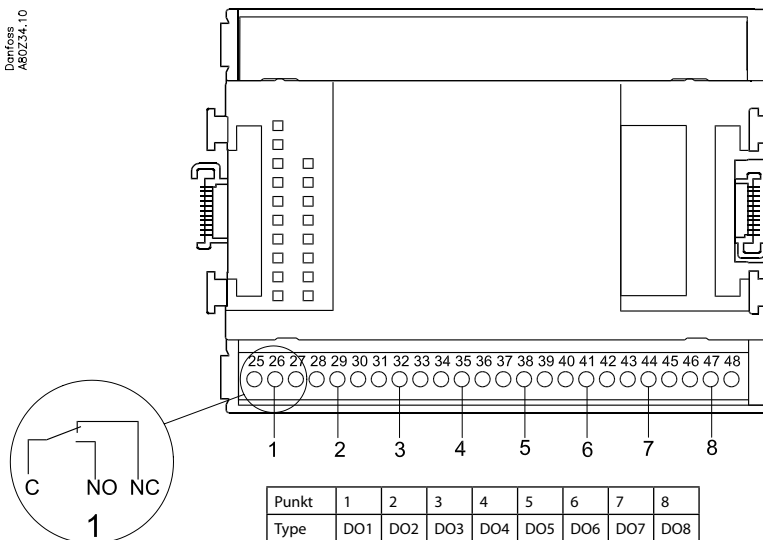 Danfoss
A80Z34.10
25 26 27 28 29 30 31 32 33 34 35 36 37 38 39 40 41 42 43 44 45 46 47 48
1 2 3 4 5 6 7 8
C NO NC
1
Punkt 1 2 3 4 5 6 7 8
Type DO1 DO2 DO3 DO4 DO5 DO6 DO7 DO8